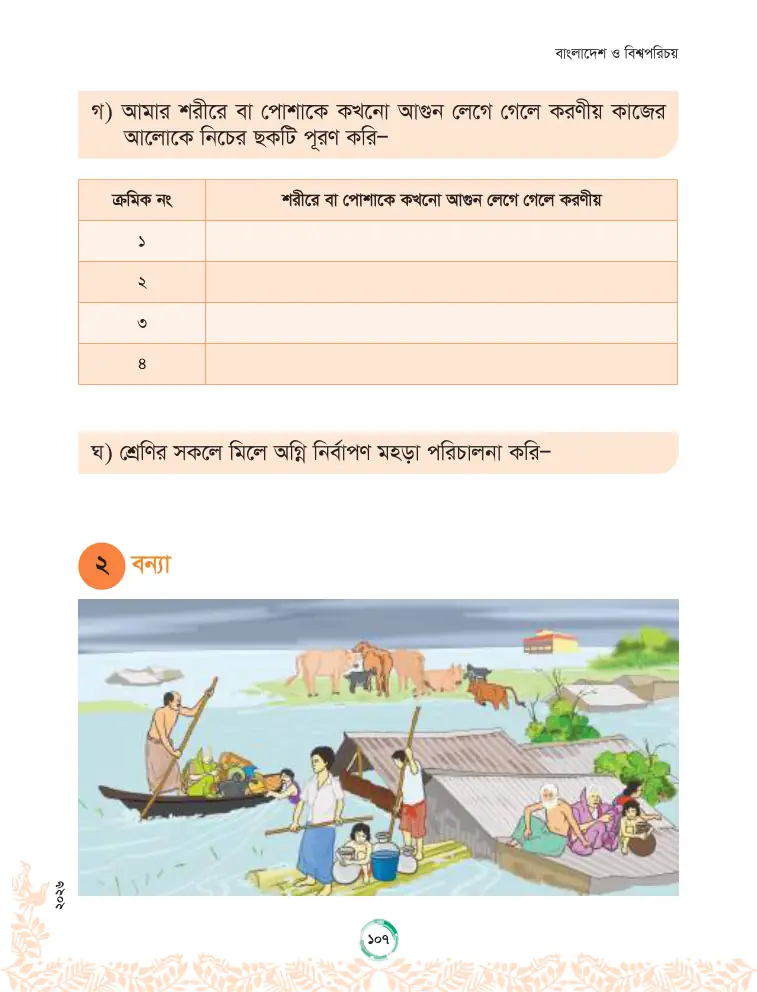 বাংলাদেশ ও বিশ্বপরিচয়
গ) আমার শরীরে বা পোশাকে কখনো আগুন লেগে গেলে করণীয় কাজের
আলোকে নিচের ছকটি পূরণ করি–
ক্রমিক নং শরীরে বা পোশাকে কখনো আগুন লেগে গেলে করণীয়
১
২
৩
৪
ঘ) শ্রেণির সকলে মিলে অগ্নি নির্বাপণ মহড়া পরিচালনা করি–
২ বন্যা
২০২৬
১০৭